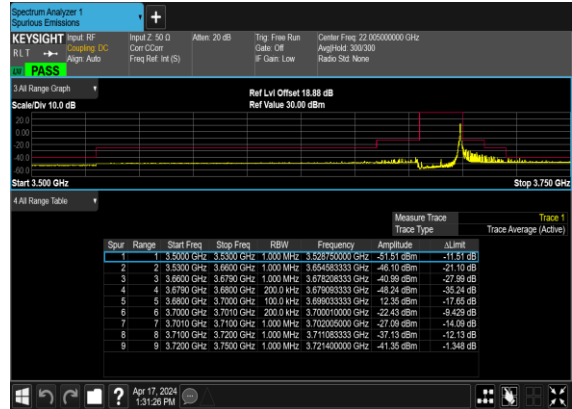 Spectrum Analyzer 1
Spurious Emissions
+
KEYSIGHT Input: RF Input Z: 50 Ω Atten: 20 dB Trig: Free Run Center Freq: 22.005000000 GHz
RLT Coupling: DC Corr CCorr Gate: Off Avg|Hold: 300/300
Align: Auto Freq Ref: Int (S) IF Gain: Low Radio Std: None
PASS
3 All Range Graph
Ref Lvl Offset 18.88 dB
Scale/Div 10.0 dB Ref Value 30.00 dBm
20.0
0.00
-20.0
-40.0
-60.0
Start 3.500 GHz Stop 3.750 GHz
4 All Range Table
Measure Trace Trace 1
Trace Type Trace Average (Active)
Spur Range Start Freq Stop Freq RBW Frequency Amplitude ΔLimit
1 1 3.5000 GHz 3.5300 GHz 1.000 MHz 3.528750000 GHz -51.51 dBm -11.51 dB
2 2 3.5300 GHz 3.6600 GHz 1.000 MHz 3.654583333 GHz -46.10 dBm -21.10 dB
3 3 3.6600 GHz 3.6790 GHz 1.000 MHz 3.678208333 GHz -40.99 dBm -27.99 dB
4 4 3.6790 GHz 3.6800 GHz 200.0 kHz 3.679093333 GHz -48.24 dBm -35.24 dB
5 5 3.6800 GHz 3.7000 GHz 100.0 kHz 3.699033333 GHz 12.35 dBm -17.65 dB
6 6 3.7000 GHz 3.7010 GHz 200.0 kHz 3.700010000 GHz -22.43 dBm -9.429 dB
7 7 3.7010 GHz 3.7100 GHz 1.000 MHz 3.702005000 GHz -27.09 dBm -14.09 dB
8 8 3.7100 GHz 3.7200 GHz 1.000 MHz 3.711083333 GHz -37.13 dBm -12.13 dB
9 9 3.7200 GHz 3.7500 GHz 1.000 MHz 3.721400000 GHz -41.35 dBm -1.348 dB
? Apr 17, 2024
1:31:26 PM